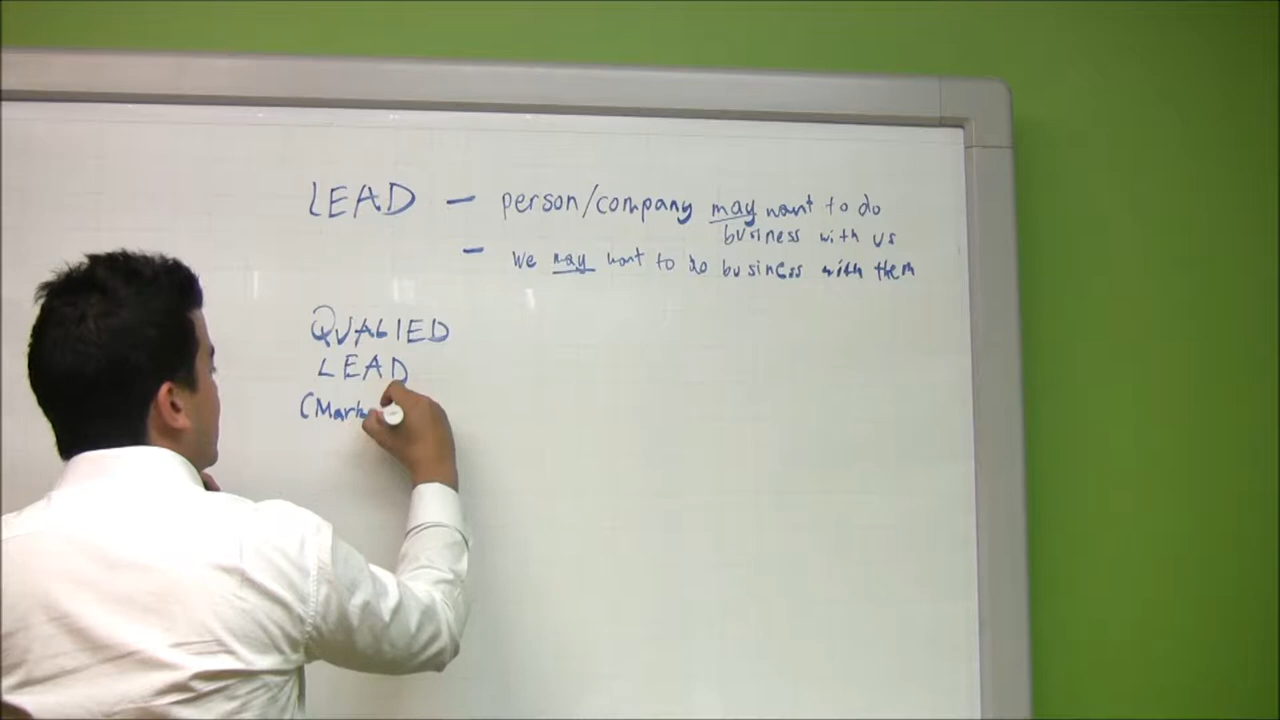 LEAD - person/company may want to do
business with us
- we may want to do business with them
QUALIED
LEAD
(Mark